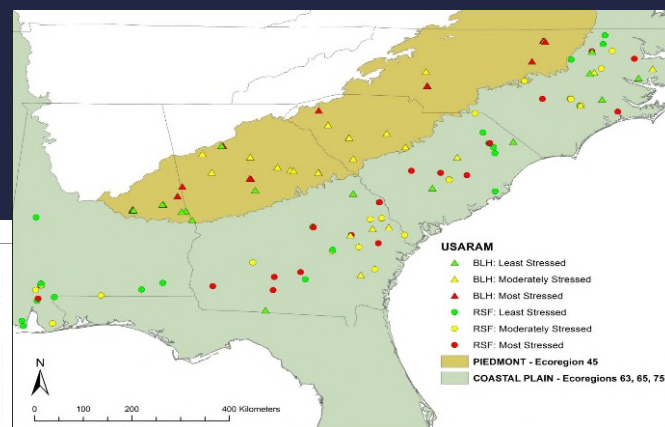 USARAM
BLH: Least Stressed
BLH: Moderately Stressed
BLH: Most Stressed
RSF: Least Stressed
RSF: Moderately Stressed
RSF: Most Stressed
PIEDMONT - Ecoregion 45
COASTAL PLAIN - Ecoregions 63, 65, 75
N
0 100 200 400 Kilometers